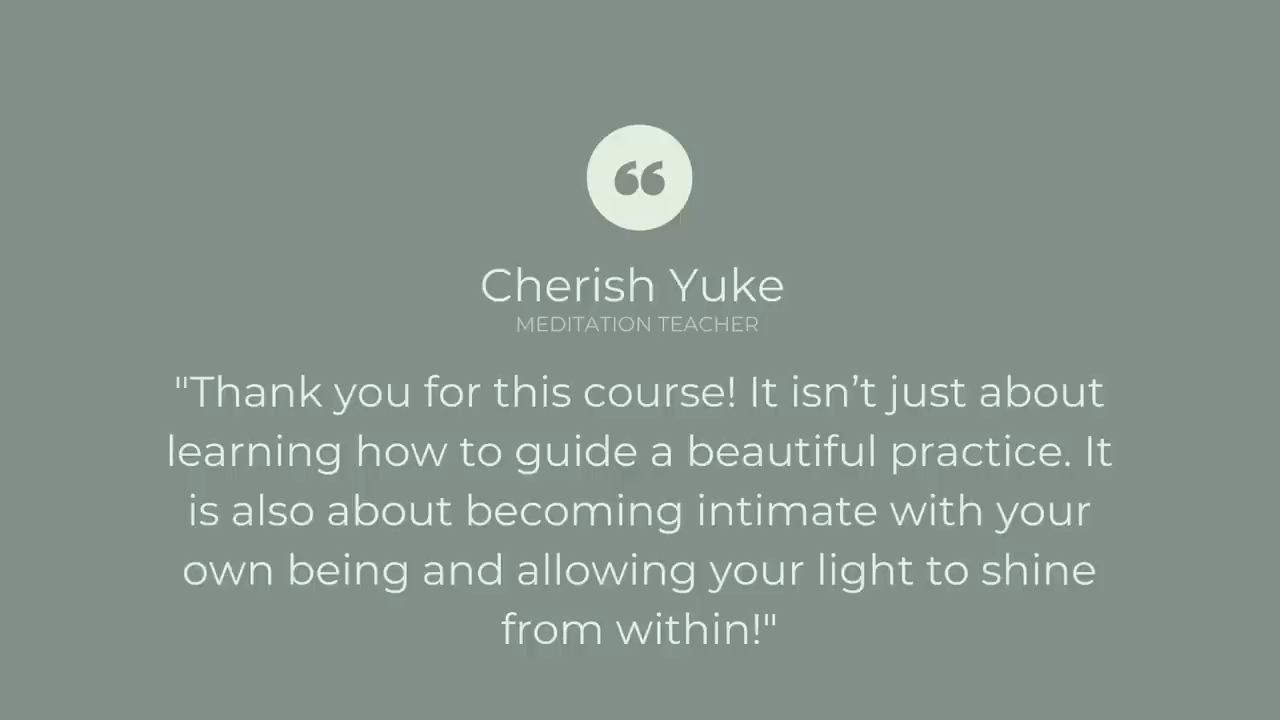 ❝
Cherish Yuke
MEDITATION TEACHER
"Thank you for this course! It isn’t just about
learning how to guide a beautiful practice. It
is also about becoming intimate with your
own being and allowing your light to shine
from within!"